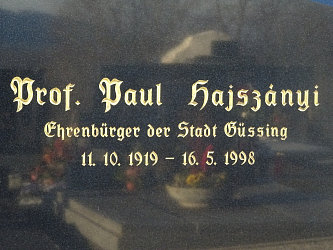 Prof. Paul Hajszányi
Ehrenbürger der Stadt Güssing
11. 10. 1919 – 16. 5. 1998